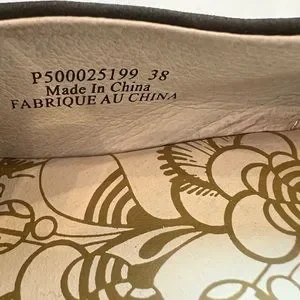 P500025199 38
Made In China
FABRIQUE AU CHINA